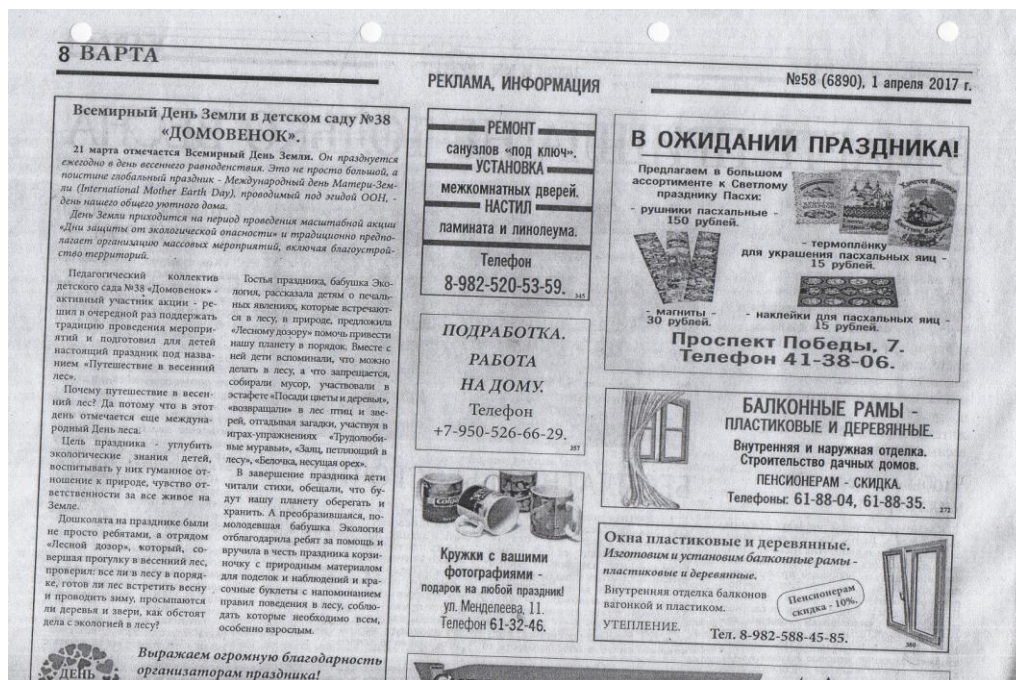 8 ВАРТА
РЕКЛАМА, ИНФОРМАЦИЯ
№58 (6890), 1 апреля 2017 г.
Всемирный День Земли в детском саду №38
«ДОМОВЕНОК».
21 марта отмечается Всемирный День Земли. Он празднуется
ежегодно в день весеннего равноденствия. Это не просто большой, а
поистине глобальный праздник - Международный день Матери-Зем-
ли (International Mother Earth Day), проводимый под эгидой ООН, -
день нашего общего уютного дома.
День Земли приходится на период проведения масштабной акции
«Дни защиты от экологической опасности» и традиционно предпо-
лагает организацию массовых мероприятий, включая благоустрой-
ство территорий.
Педагогический коллектив
детского сада №38 «Домовенок» -
активный участник акции - ре-
шил в очередной раз поддержать
традицию проведения меропри-
ятий и подготовил для детей
настоящий праздник под назва-
нием «Путешествие в весенний
лес».
Почему путешествие в весен-
ний лес? Да потому что в этот
день отмечается еще междуна-
родный День леса.
Цель праздника - углубить
экологические знания детей,
воспитывать у них гуманное от-
ношение к природе, чувство от-
ветственности за все живое на
Земле.
Дошколята на празднике были
не просто ребятами, а отрядом
«Лесной дозор», который, со-
вершая прогулку в весенний лес,
проверил: все ли в лесу в поряд-
ке, готов ли лес встретить весну
и проводить зиму, просыпаются
ли деревья и звери, как обстоят
дела с экологией в лесу?
Гостья праздника, бабушка Эко-
логия, рассказала детям о печаль-
ных явлениях, которые встречают-
ся в лесу, в природе, предложила
«Лесному дозору» помочь привести
нашу планету в порядок. Вместе с
ней дети вспоминали, что можно
делать в лесу, а что запрещается,
собирали мусор, участвовали в
эстафете «Посади цветы и деревья»,
«возвращали» в лес птиц и зве-
рей, отгадывая загадки, участвуя в
играх-упражнениях «Трудолюби-
вые муравьи», «Заяц, петляющий в
лесу», «Белочка, несущая орех».
В завершение праздника дети
читали стихи, обещали, что бу-
дут нашу планету оберегать и
хранить. А преобразившаяся, по-
молодевшая бабушка Экология
отблагодарила ребят за помощь и
вручила в честь праздника корзи-
ночку с природным материалом
для поделок и наблюдений и кра-
сочные буклеты с напоминанием
правил поведения в лесу, соблю-
дать которые необходимо всем,
особенно взрослым.
ДЕНЬ
Выражаем огромную благодарность
организаторам праздника!
РЕМОНТ
санузлов «под ключ».
УСТАНОВКА
межкомнатных дверей.
НАСТИЛ
ламината и линолеума.
Телефон
8-982-520-53-59.
345
ПОДРАБОТКА.
РАБОТА
НА ДОМУ.
Телефон
+7-950-526-66-29.
357
Кружки с вашими
фотографиями -
подарок на любой праздник!
ул. Менделеева, 11.
Телефон 61-32-46.
В ОЖИДАНИИ ПРАЗДНИКА!
Предлагаем в большом
ассортименте к Светлому
празднику Пасхи:
- рушники пасхальные -
150 рублей.
- термоплёнку
для украшения пасхальных яиц -
15 рублей.
- магниты -
30 рублей.
- наклейки для пасхальных яиц -
15 рублей.
Проспект Победы, 7.
Телефон 41-38-06.
БАЛКОННЫЕ РАМЫ -
ПЛАСТИКОВЫЕ И ДЕРЕВЯННЫЕ.
Внутренняя и наружная отделка.
Строительство дачных домов.
ПЕНСИОНЕРАМ - СКИДКА.
Телефоны: 61-88-04, 61-88-35.
272
Окна пластиковые и деревянные.
Изготовим и установим балконные рамы -
пластиковые и деревянные.
Внутренняя отделка балконов
вагонкой и пластиком.
УТЕПЛЕНИЕ.
Пенсионерам
скидка - 10%.
Тел. 8-982-588-45-85.
380